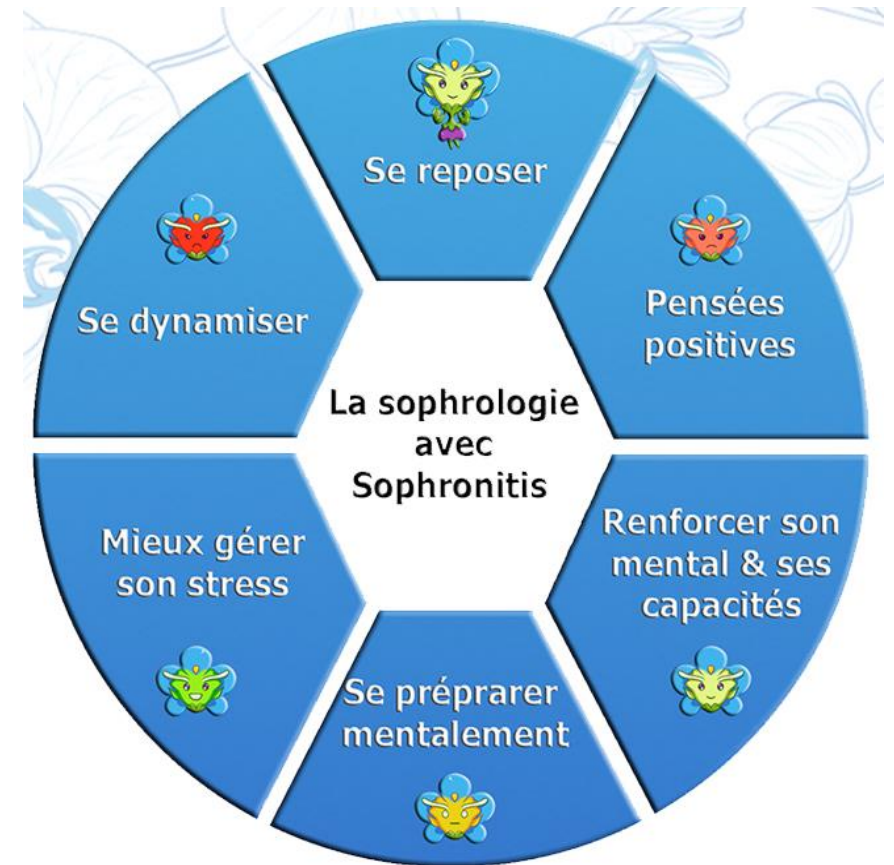 Se reposer
Pensées
positives
Renforcer son
mental & ses
capacités
Se préprarer
mentalement
Mieux gérer
son stress
Se dynamiser
La sophrologie
avec
Sophronitis